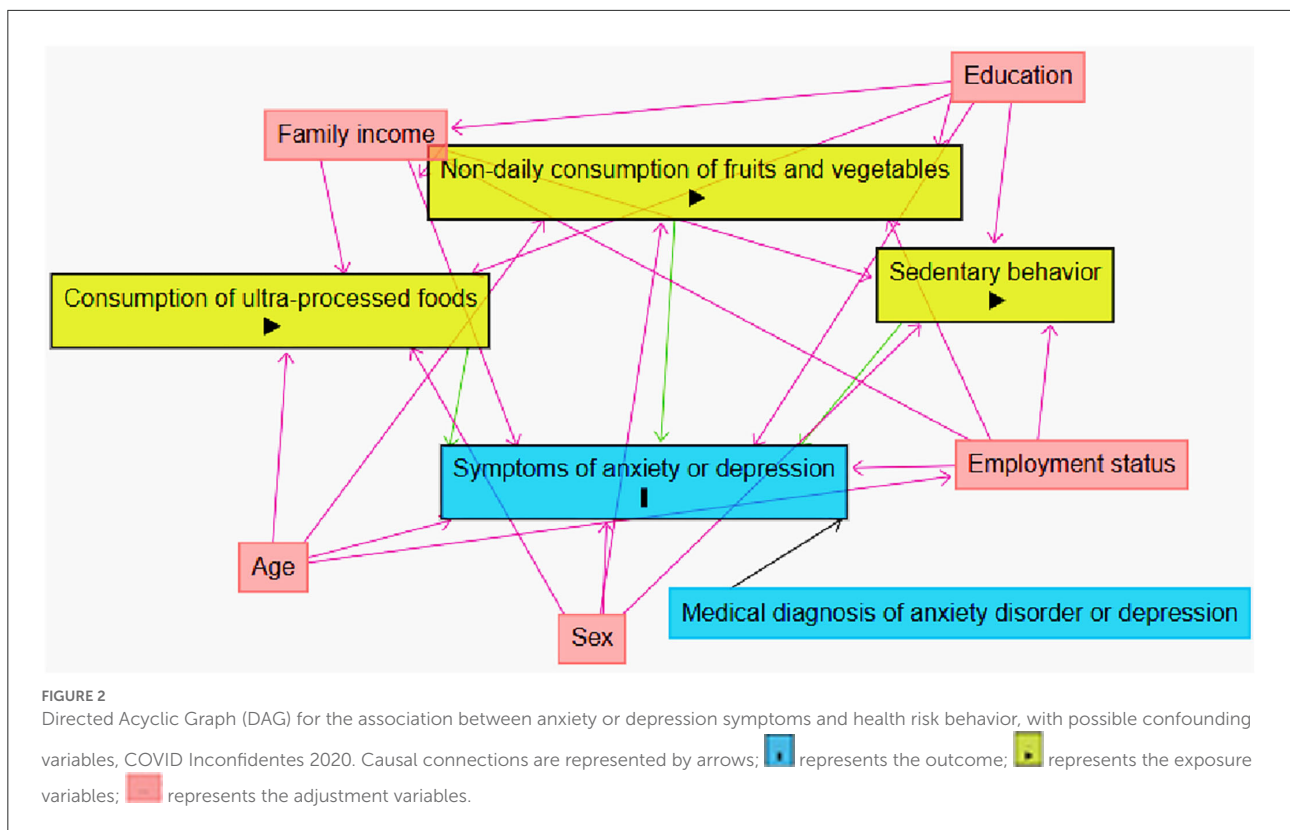 Education
Family income
Non-daily consumption of fruits and vegetables
Sedentary behavior
Consumption of ultra-processed foods
Symptoms of anxiety or depression
Employment status
Age
Medical diagnosis of anxiety disorder or depression
Sex
FIGURE 2
Directed Acyclic Graph (DAG) for the association between anxiety or depression symptoms and health risk behavior, with possible confounding
variables, COVID Inconfidentes 2020. Causal connections are represented by arrows; represents the outcome; represents the exposure
variables; represents the adjustment variables.